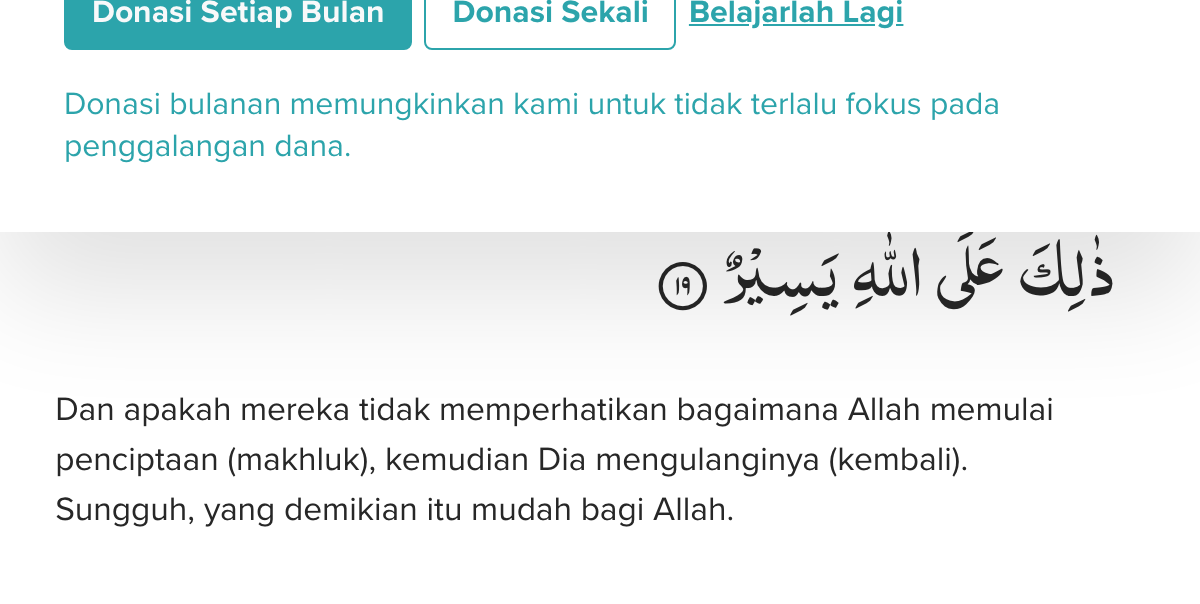 Donasi Setiap Bulan Donasi Sekali Belajarlah Lagi
Donasi bulanan memungkinkan kami untuk tidak terlalu fokus pada
penggalangan dana.
ذٰلِكَ عَلَى اللّٰهِ يَسِيْرٌ ١٩
Dan apakah mereka tidak memperhatikan bagaimana Allah memulai
penciptaan (makhluk), kemudian Dia mengulanginya (kembali).
Sungguh, yang demikian itu mudah bagi Allah.